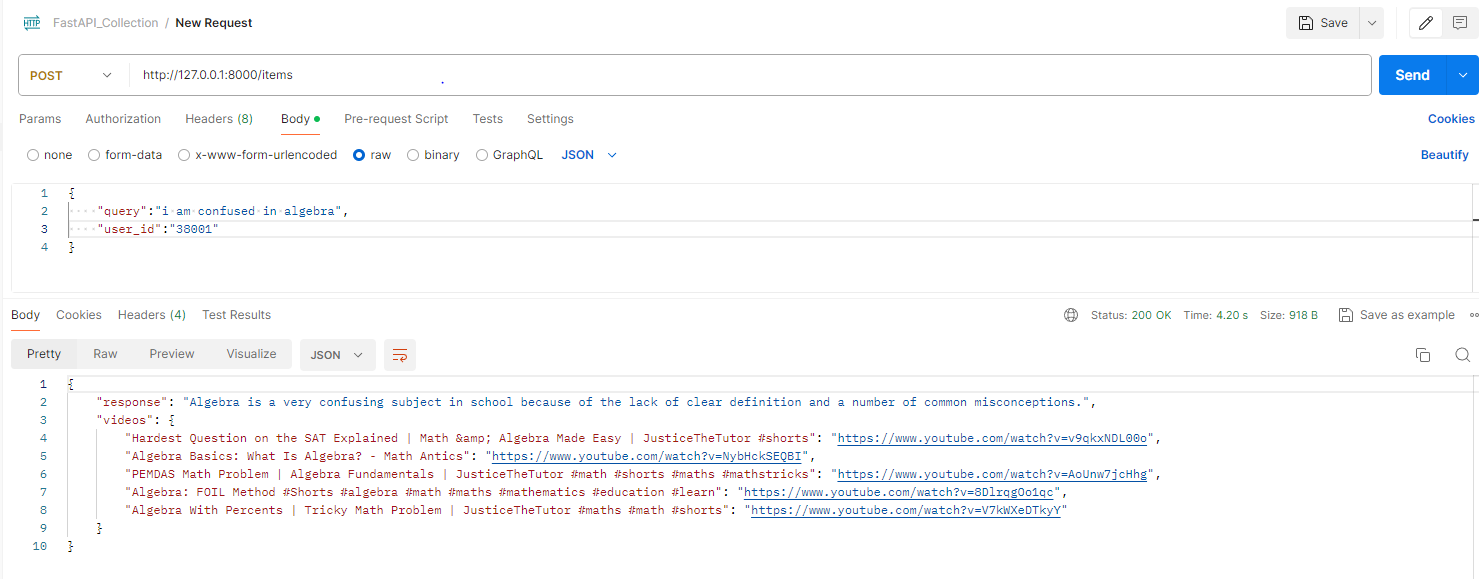 HTTP FastAPI_Collection / New Request Save
POST http://127.0.0.1:8000/items Send
Params Authorization Headers (8) Body Pre-request Script Tests Settings Cookies
none form-data x-www-form-urlencoded raw binary GraphQL JSON Beautify
1 {
2 "query":"i am confused in algebra",
3 "user_id":"38001"
4 }
Body Cookies Headers (4) Test Results Status: 200 OK Time: 4.20 s Size: 918 B Save as example
Pretty Raw Preview Visualize JSON
1 {
2 "response": "Algebra is a very confusing subject in school because of the lack of clear definition and a number of common misconceptions.",
3 "videos": {
4 "Hardest Question on the SAT Explained | Math &amp; Algebra Made Easy | JusticeTheTutor #shorts": "https://www.youtube.com/watch?v=v9qkxNDL00o",
5 "Algebra Basics: What Is Algebra? - Math Antics": "https://www.youtube.com/watch?v=NybHckSEQBI",
6 "PEMDAS Math Problem | Algebra Fundamentals | JusticeTheTutor #math #shorts #maths #mathstricks": "https://www.youtube.com/watch?v=AoUnw7jcHhg",
7 "Algebra: FOIL Method #Shorts #algebra #math #maths #mathematics #education #learn": "https://www.youtube.com/watch?v=8DlrqgOo1qc",
8 "Algebra With Percents | Tricky Math Problem | JusticeTheTutor #maths #math #shorts": "https://www.youtube.com/watch?v=V7kWXeDTkyY"
9 }
10 }